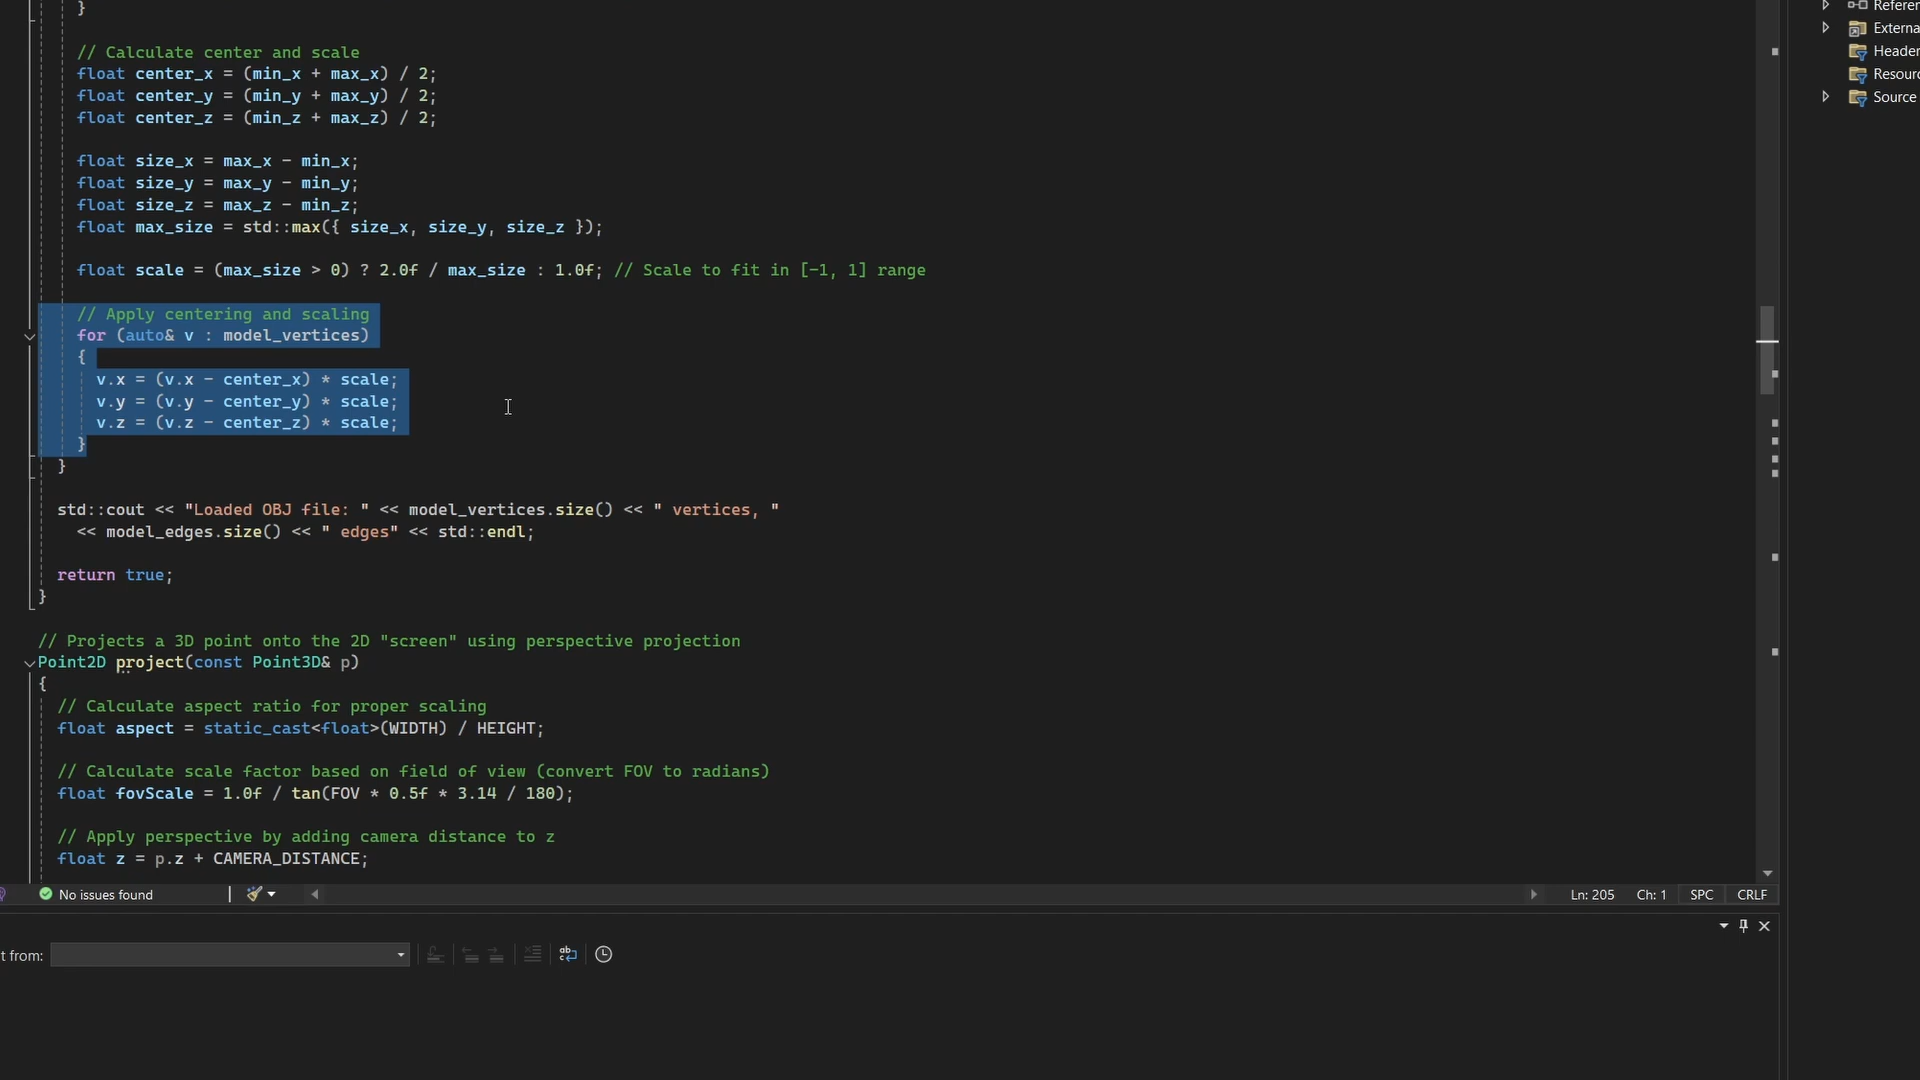 }
Refere
// Calculate center and scale
Externa
float center_x = (min_x + max_x) / 2;
Header
float center_y = (min_y + max_y) / 2;
Resourc
float center_z = (min_z + max_z) / 2;
Source
float size_x = max_x - min_x;
float size_y = max_y - min_y;
float size_z = max_z - min_z;
float max_size = std::max({ size_x, size_y, size_z });
float scale = (max_size > 0) ? 2.0f / max_size : 1.0f; // Scale to fit in [-1, 1] range
// Apply centering and scaling
for (auto& v : model_vertices)
{
v.x = (v.x - center_x) * scale;
v.y = (v.y - center_y) * scale;
v.z = (v.z - center_z) * scale;
}
}
std::cout << "Loaded OBJ file: " << model_vertices.size() << " vertices, "
<< model_edges.size() << " edges" << std::endl;
return true;
}
// Projects a 3D point onto the 2D "screen" using perspective projection
Point2D project(const Point3D& p)
{
// Calculate aspect ratio for proper scaling
float aspect = static_cast<float>(WIDTH) / HEIGHT;
// Calculate scale factor based on field of view (convert FOV to radians)
float fovScale = 1.0f / tan(FOV * 0.5f * 3.14 / 180);
// Apply perspective by adding camera distance to z
float z = p.z + CAMERA_DISTANCE;
No issues found
Ln: 205 Ch: 1 SPC CRLF
t from: